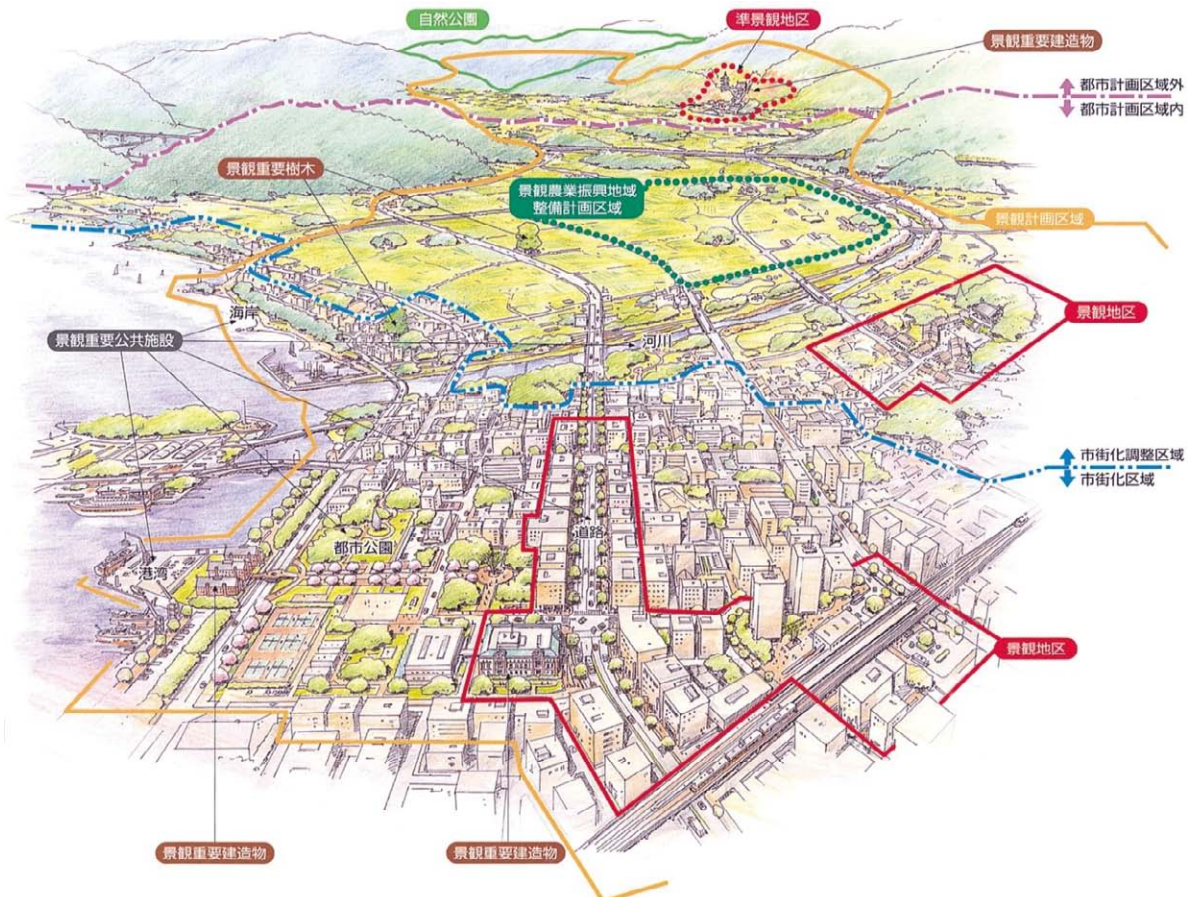 自然公園
準景観地区
景観重要建造物
都市計画区域外
都市計画区域内
景観重要樹木
景観農業振興地域
整備計画区域
景観計画区域
海岸
景観地区
景観重要公共施設
河川
市街化調整区域
市街化区域
道路
都市公園
港湾
景観地区
景観重要建造物
景観重要建造物